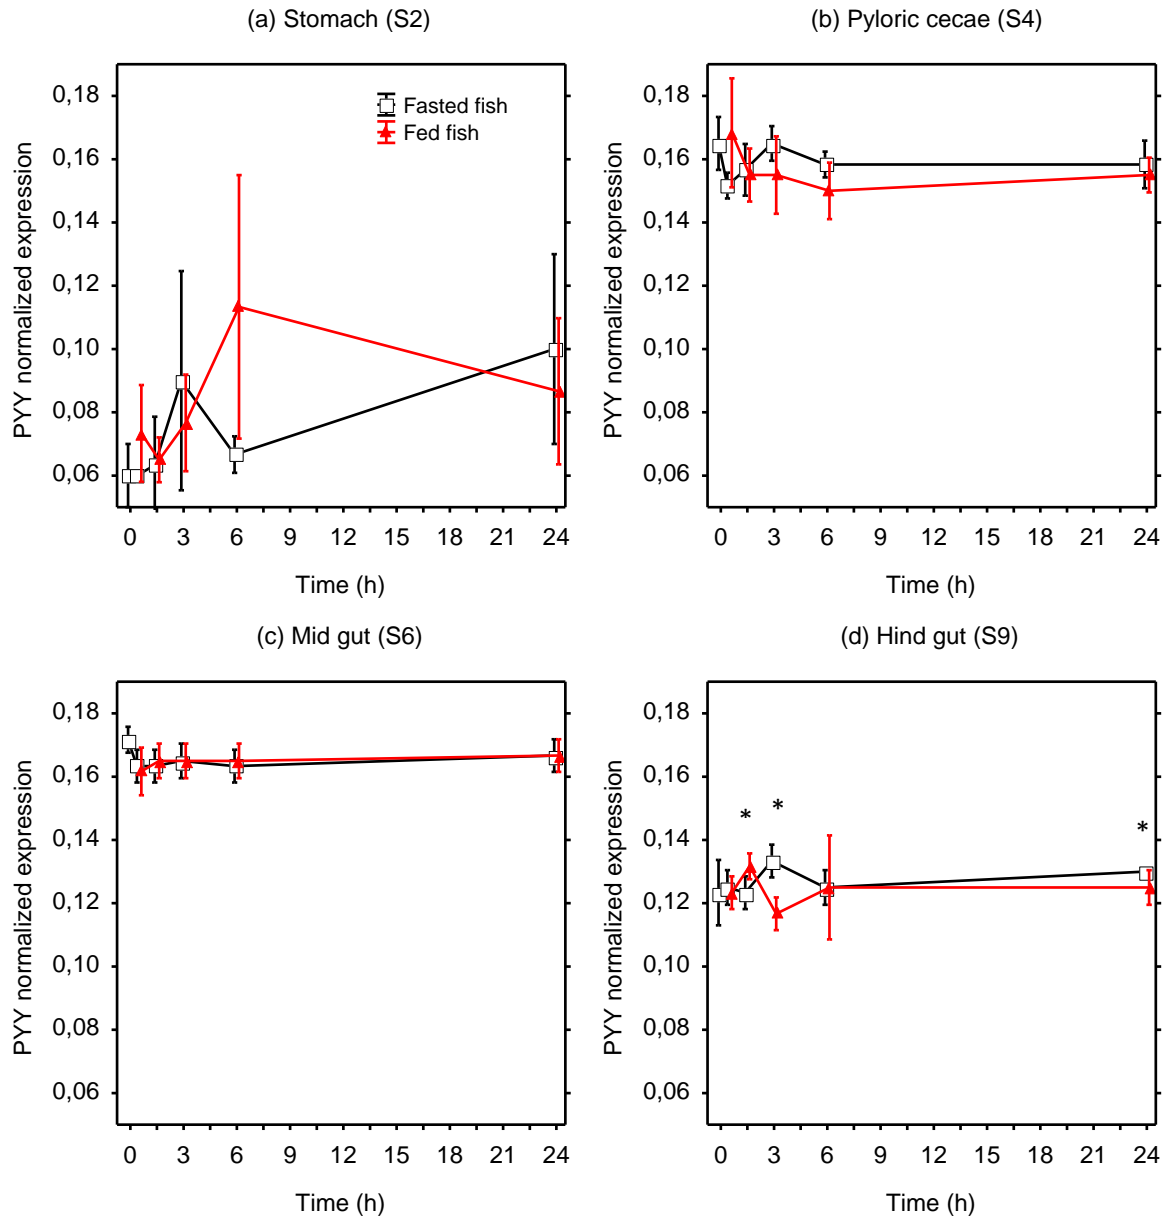 (a) Stomach (S2)
PYY normalized expression
0,18
0,16
0,14
0,12
0,10
0,08
0,06
Fasted fish
Fed fish
0 3 6 9 12 15 18 21 24
Time (h)
(b) Pyloric cecae (S4)
PYY normalized expression
0,18
0,16
0,14
0,12
0,10
0,08
0,06
0 3 6 9 12 15 18 21 24
Time (h)
(c) Mid gut (S6)
PYY normalized expression
0,18
0,16
0,14
0,12
0,10
0,08
0,06
0 3 6 9 12 15 18 21 24
Time (h)
(d) Hind gut (S9)
PYY normalized expression
0,18
0,16
0,14
0,12
0,10
0,08
0,06
* * *
0 3 6 9 12 15 18 21 24
Time (h)